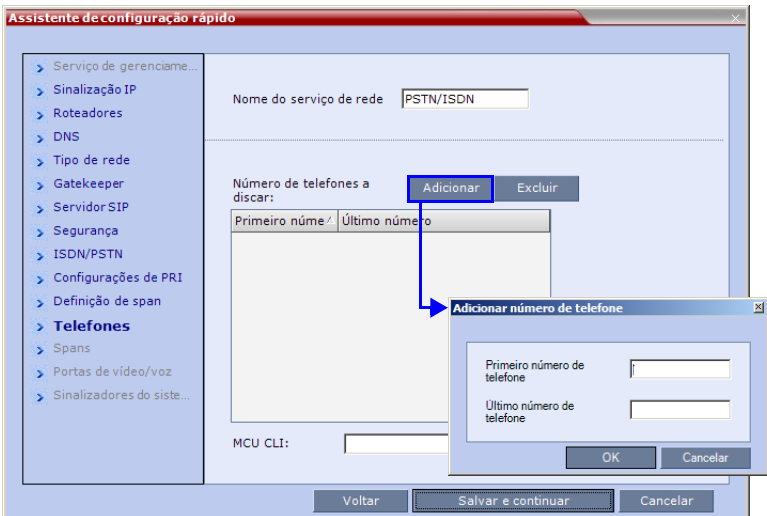 Assistente de configuração rápido
Serviço de gerenciame...
Sinalização IP
Roteadores
DNS
Tipo de rede
Gatekeeper
Servidor SIP
Segurança
ISDN/PSTN
Configurações de PRI
Definição de span
Telefones
Spans
Portas de vídeo/voz
Sinalizadores do siste...
Nome do serviço de rede PSTN/ISDN
Número de telefones a
discar:
Adicionar Excluir
Primeiro núme Último número
Adicionar número de telefone
Primeiro número de
telefone
Último número de
telefone
OK Cancelar
MCU CLI:
Voltar Salvar e continuar Cancelar